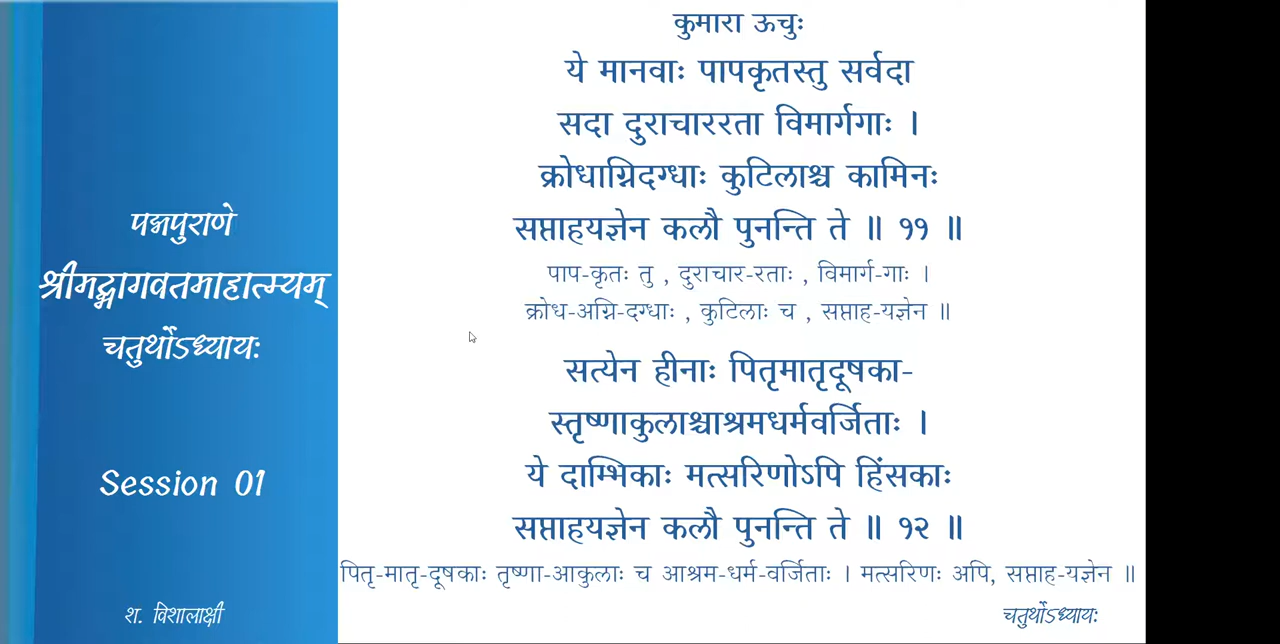 पद्मपुराणे
श्रीमद्भागवतमाहात्म्यम्
चतुर्थोऽध्यायः
Session 01
श. विशालाक्षी
कुमारा ऊचुः
ये मानवाः पापकृतस्तु सर्वदा
सदा दुराचाररता विमार्गगाः ।
क्रोधाग्निदग्धाः कुटिलाश्च कामिनः
सप्ताहयज्ञेन कलौ पुनन्ति ते ॥ ११ ॥
पाप-कृतः तु , दुराचार-रताः , विमार्ग-गाः ।
क्रोध-अग्नि-दग्धाः , कुटिलाः च , सप्ताह-यज्ञेन ॥
सत्येन हीनाः पितृमातृदूषका-
स्तृष्णाकुलाश्चाश्रमधर्मवर्जिताः ।
ये दाम्भिकाः मत्सरिणोऽपि हिंसकाः
सप्ताहयज्ञेन कलौ पुनन्ति ते ॥ १२ ॥
पितृ-मातृ-दूषकाः तृष्णा-आकुलाः च आश्रम-धर्म-वर्जिताः । मत्सरिणः अपि, सप्ताह-यज्ञेन ॥
चतुर्थोऽध्यायः